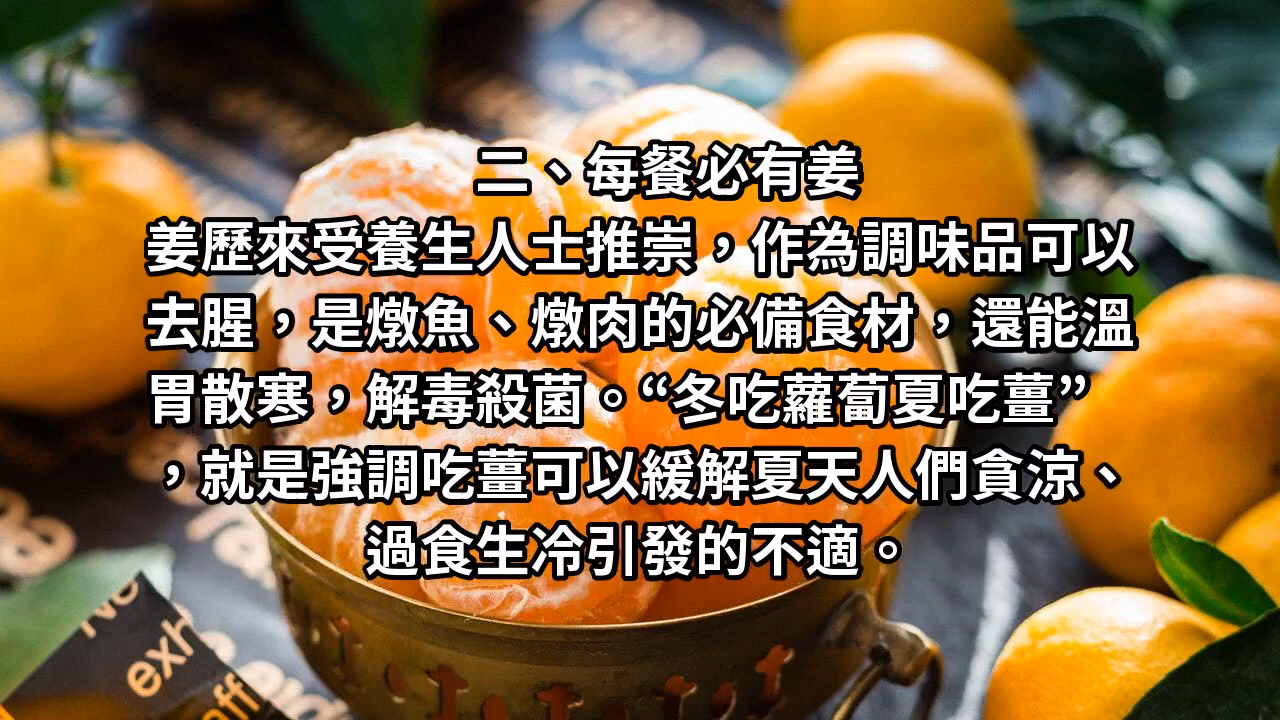 二、每餐必有姜
姜歷來受養生人士推崇，作為調味品可以
去腥，是燉魚、燉肉的必備食材，還能溫
胃散寒，解毒殺菌。“冬吃蘿蔔夏吃薑”
，就是強調吃薑可以緩解夏天人們貪涼、
過食生冷引發的不適。
exh